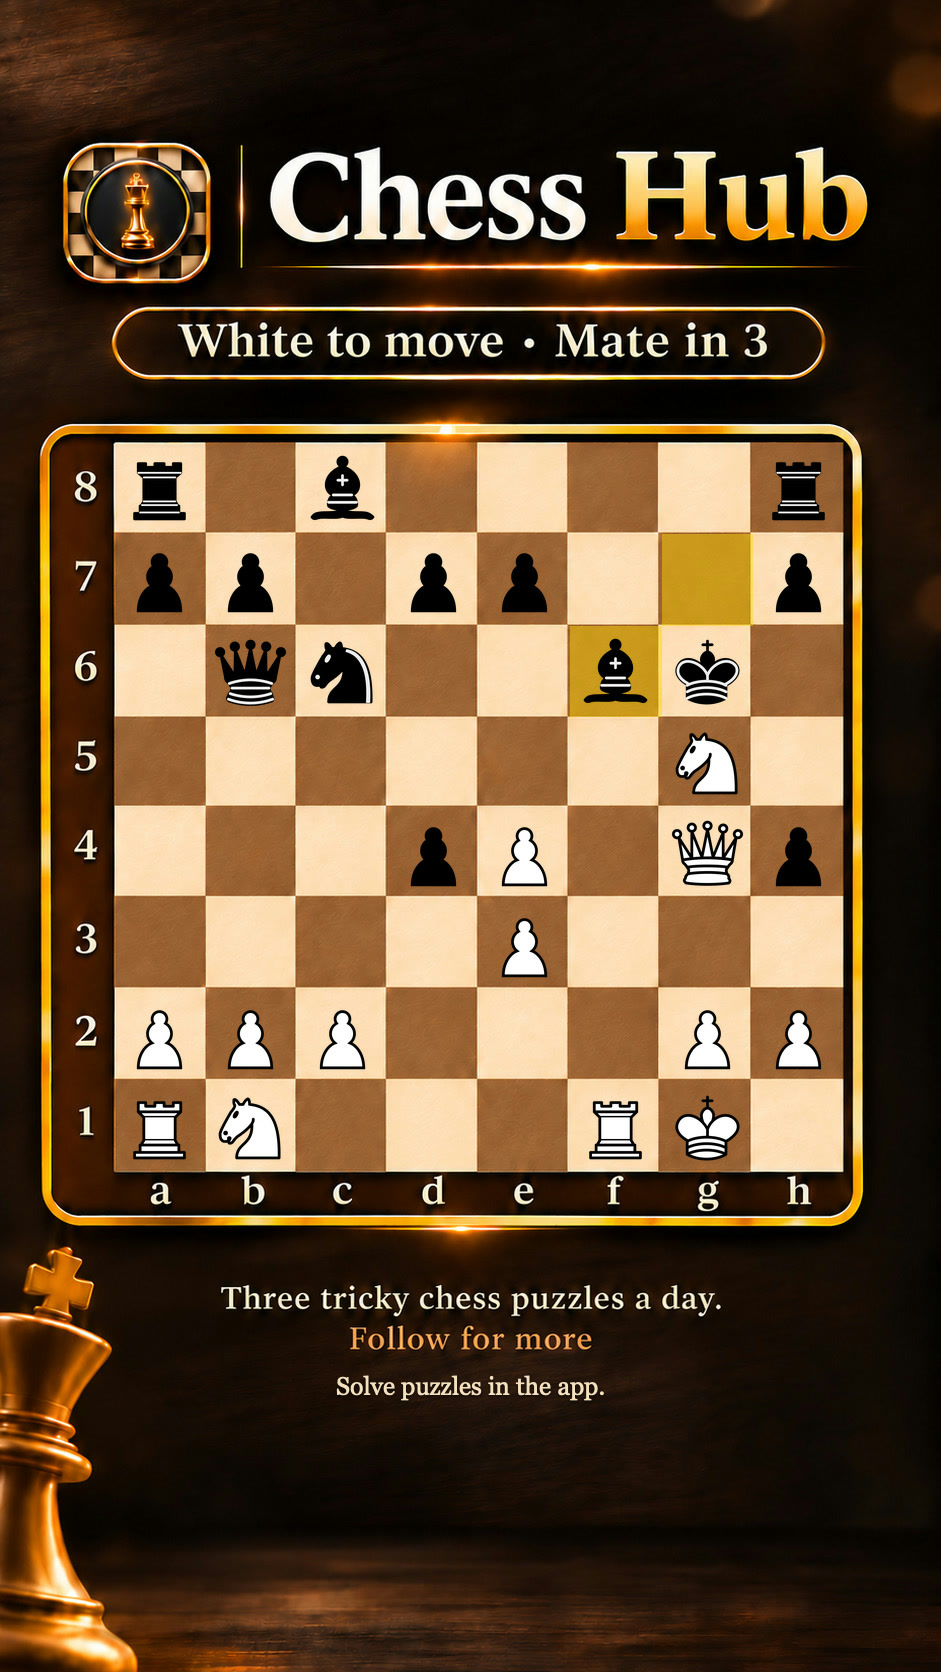 Chess Hub
White to move • Mate in 3
8
7
6
5
4
3
2
1
a b c d e f g h
Three tricky chess puzzles a day.
Follow for more
Solve puzzles in the app.